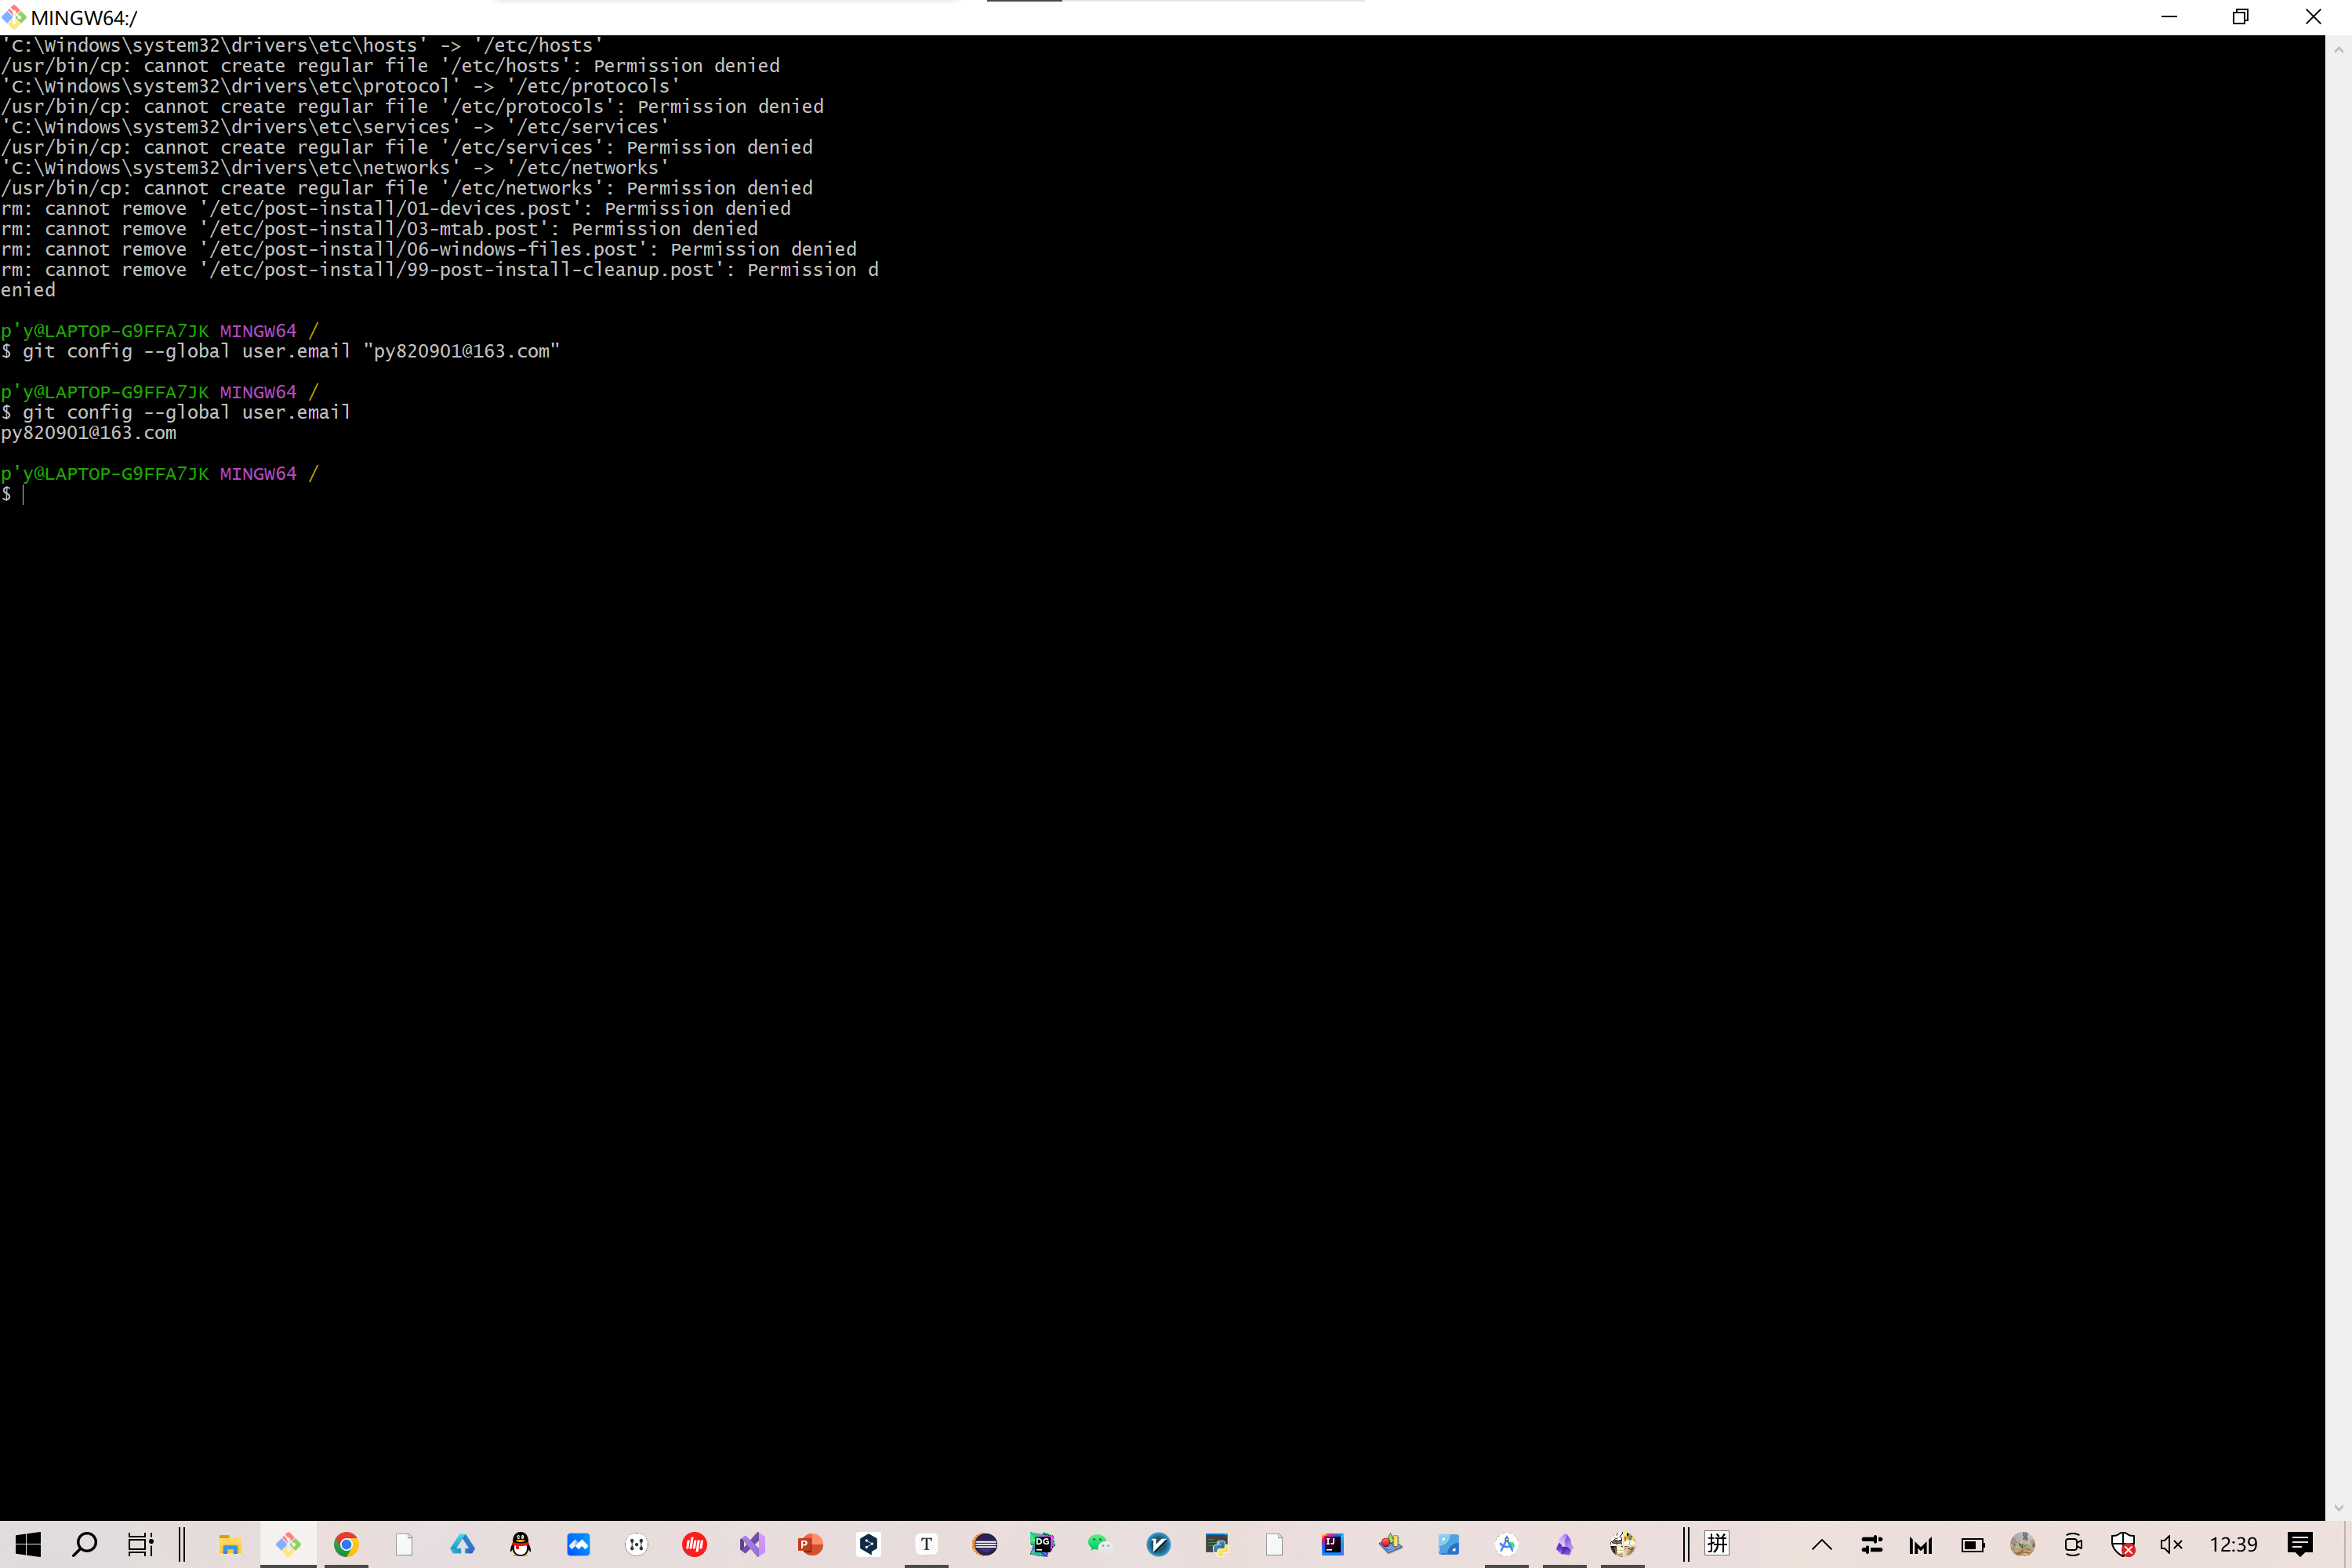 MINGW64:/
'C:\Windows\system32\drivers\etc\hosts' -> '/etc/hosts'
/usr/bin/cp: cannot create regular file '/etc/hosts': Permission denied
'C:\Windows\system32\drivers\etc\protocol' -> '/etc/protocols'
/usr/bin/cp: cannot create regular file '/etc/protocols': Permission denied
'C:\Windows\system32\drivers\etc\services' -> '/etc/services'
/usr/bin/cp: cannot create regular file '/etc/services': Permission denied
'C:\Windows\system32\drivers\etc\networks' -> '/etc/networks'
/usr/bin/cp: cannot create regular file '/etc/networks': Permission denied
rm: cannot remove '/etc/post-install/01-devices.post': Permission denied
rm: cannot remove '/etc/post-install/03-mtab.post': Permission denied
rm: cannot remove '/etc/post-install/06-windows-files.post': Permission denied
rm: cannot remove '/etc/post-install/99-post-install-cleanup.post': Permission d
enied
p'y@LAPTOP-G9FFA7JK MINGW64 /
$ git config --global user.email "py820901@163.com"
p'y@LAPTOP-G9FFA7JK MINGW64 /
$ git config --global user.email
py820901@163.com
p'y@LAPTOP-G9FFA7JK MINGW64 /
$
拼
12:39